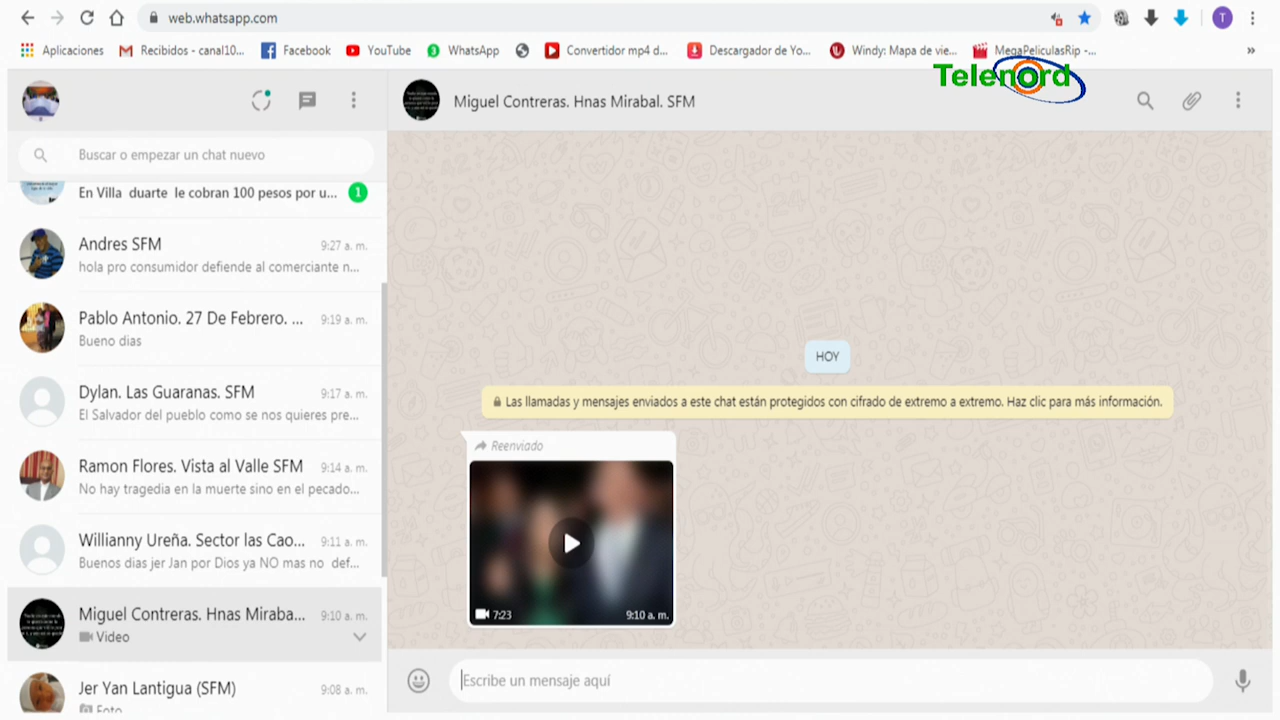 web.whatsapp.com
T
Aplicaciones
Recibidos - canal10...
Facebook
YouTube
WhatsApp
Convertidor mp4 d...
Descargador de Yo...
Windy: Mapa de vie...
MegaPeliculasRip -...
»
Telenord
Buscar o empezar un chat nuevo
En Villa duarte le cobran 100 pesos por u...
1
Andres SFM
9:27 a. m.
hola pro consumidor defiende al comerciante n...
Pablo Antonio. 27 De Febrero. ...
9:19 a. m.
Bueno dias
Dylan. Las Guaranas. SFM
9:17 a. m.
El Salvador del pueblo como se nos quieres pre...
Ramon Flores. Vista al Valle SFM
9:14 a. m.
No hay tragedia en la muerte sino en el pecado...
Willianny Ureña. Sector las Cao...
9:11 a. m.
Buenos dias jer Jan por Dios ya NO mas no def...
Miguel Contreras. Hnas Miraba...
9:10 a. m.
Video
Jer Yan Lantigua (SFM)
9:08 a. m.
Foto
Miguel Contreras. Hnas Mirabal. SFM
HOY
Las llamadas y mensajes enviados a este chat están protegidos con cifrado de extremo a extremo. Haz clic para más información.
Reenviado
7:23
9:10 a. m.
Escribe un mensaje aquí